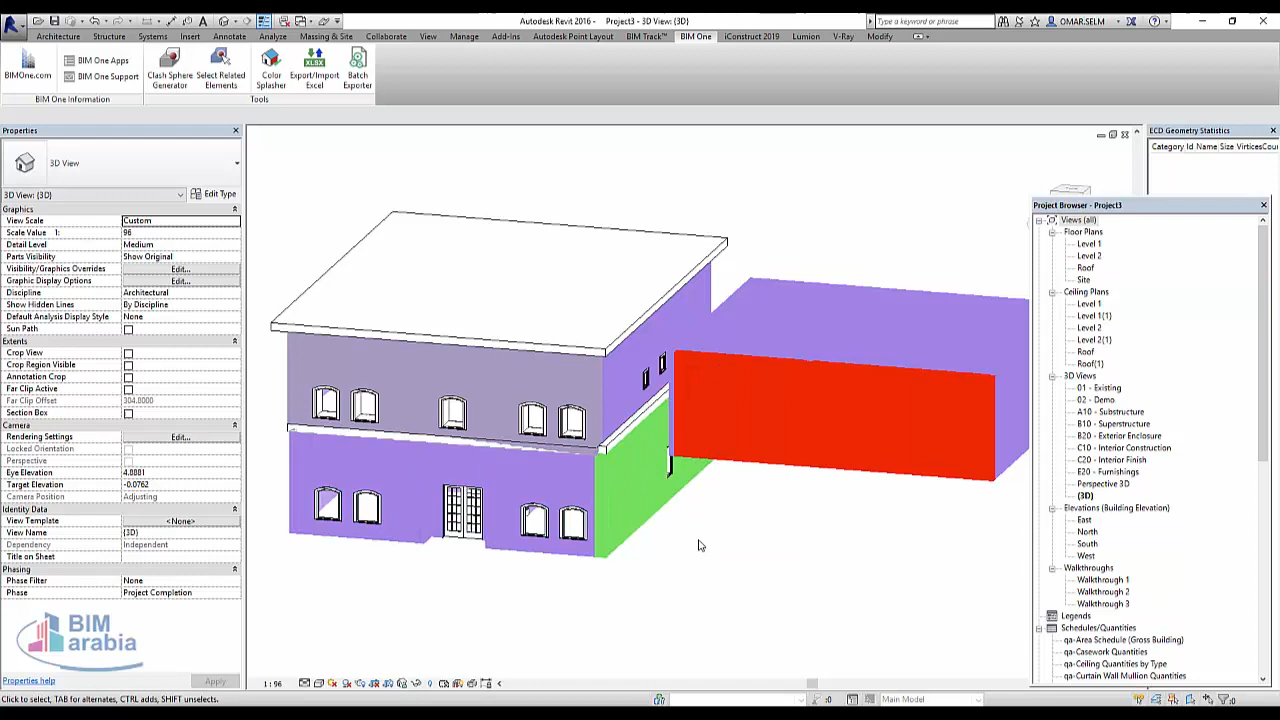 Autodesk Revit 2016 - Project3 - 3D View: {3D}
Type a keyword or phrase
OMAR.SELM
Architecture Structure Systems Insert Annotate Analyze Massing & Site Collaborate View Manage Add-Ins Autodesk Point Layout BIM Track™ BIM One iConstruct 2019 Lumion V-Ray Modify
BIMOne.com
BIM One Apps
BIM One Support
Clash Sphere Generator
Select Related Elements
Color Splasher
Export/Import Excel
Batch Exporter
XLSX
BIM One Information
Tools
Properties
3D View
3D View: {3D}
Edit Type
Graphics
View Scale Custom
Scale Value 1: 96
Detail Level Medium
Parts Visibility Show Original
Visibility/Graphics Overrides Edit...
Graphic Display Options Edit...
Discipline Architectural
Show Hidden Lines By Discipline
Default Analysis Display Style None
Sun Path
Extents
Crop View
Crop Region Visible
Annotation Crop
Far Clip Active
Far Clip Offset 304.8000
Section Box
Camera
Rendering Settings Edit...
Locked Orientation
Perspective
Eye Elevation 4.8881
Target Elevation -0.0762
Camera Position Adjusting
Identity Data
View Template <None>
View Name {3D}
Dependency Independent
Title on Sheet
Phasing
Phase Filter None
Phase Project Completion
BIM
arabia
Properties help
Apply
1 : 96
Click to select, TAB for alternates, CTRL adds, SHIFT unselects.
:0
Main Model
:0
ECD Geometry Statistics
Category Id Name Size VirticesCou
Project Browser - Project3
Views (all)
Floor Plans
Level 1
Level 2
Roof
Site
Ceiling Plans
Level 1
Level 1(1)
Level 2
Level 2(1)
Roof
Roof(1)
3D Views
01 - Existing
02 - Demo
A10 - Substructure
B10 - Superstructure
B20 - Exterior Enclosure
C10 - Interior Construction
C20 - Interior Finish
E20 - Furnishings
Perspective 3D
{3D}
Elevations (Building Elevation)
East
North
South
West
Walkthroughs
Walkthrough 1
Walkthrough 2
Walkthrough 3
Legends
Schedules/Quantities
qa-Area Schedule (Gross Building)
qa-Casework Quantities
qa-Ceiling Quantities by Type
qa-Curtain Wall Mullion Quantities